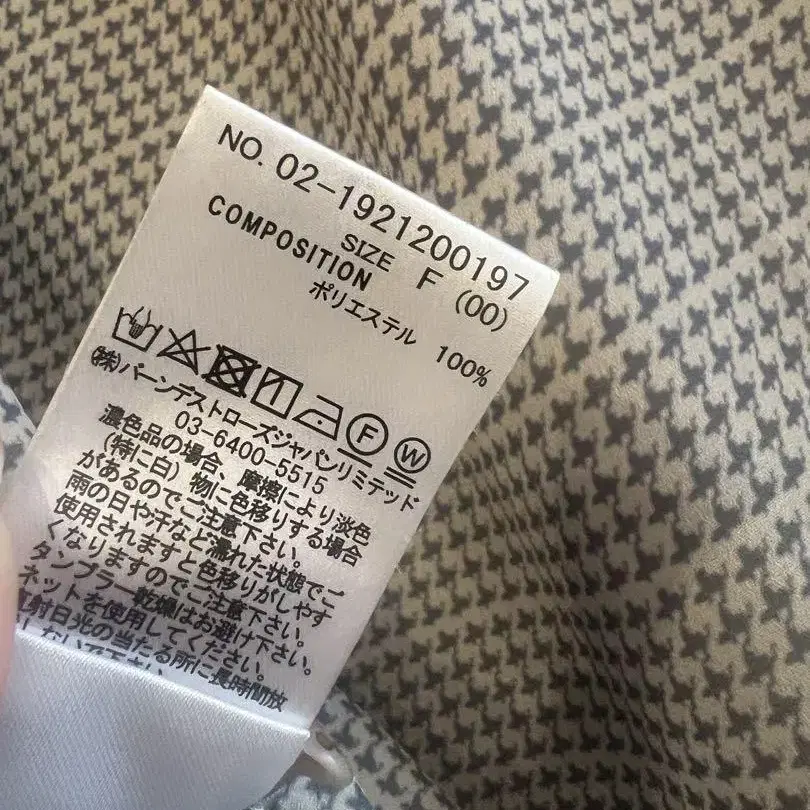 NO. 02-1921200197
SIZE F (00)
COMPOSITION
ポリエステル 100%
F W
(株)バーンデストローズジャパンリミテッド
03-6400-5515
濃色品の場合、摩擦により淡色
(特に白)物に色移りする場合
があるのでご注意下さい。
雨の日や汗など濡れた状態でご
使用されますと色移りがしやす
くなりますのでご注意下さい。
タンブラー乾燥はお避け下さい。
ネットを使用してください。
射日光の当たる所に長時間放
しないで下さい